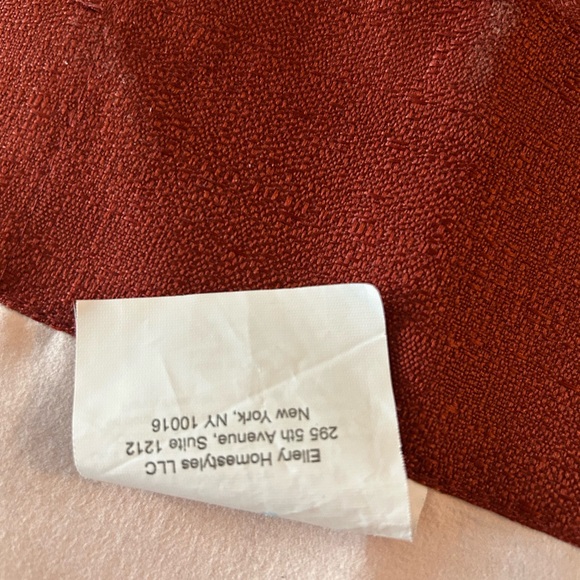 Ellery Homestyles LLC
295 5th Avenue, Suite 1212
New York, NY 10016